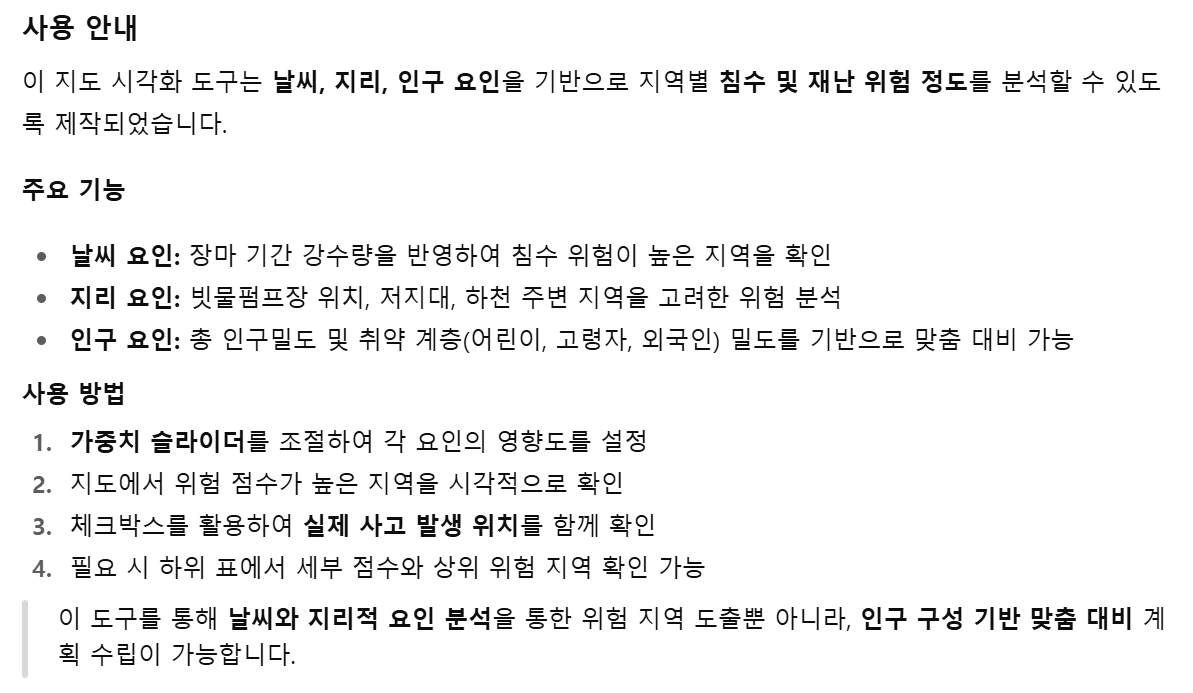 사용 안내
이 지도 시각화 도구는 날씨, 지리, 인구 요인을 기반으로 지역별 침수 및 재난 위험 정도를 분석할 수 있도
록 제작되었습니다.
주요 기능
• 날씨 요인: 장마 기간 강수량을 반영하여 침수 위험이 높은 지역을 확인
• 지리 요인: 빗물펌프장 위치, 저지대, 하천 주변 지역을 고려한 위험 분석
• 인구 요인: 총 인구밀도 및 취약 계층(어린이, 고령자, 외국인) 밀도를 기반으로 맞춤 대비 가능
사용 방법
1. 가중치 슬라이더를 조절하여 각 요인의 영향도를 설정
2. 지도에서 위험 점수가 높은 지역을 시각적으로 확인
3. 체크박스를 활용하여 실제 사고 발생 위치를 함께 확인
4. 필요 시 하위 표에서 세부 점수와 상위 위험 지역 확인 가능
이 도구를 통해 날씨와 지리적 요인 분석을 통한 위험 지역 도출뿐 아니라, 인구 구성 기반 맞춤 대비 계
획 수립이 가능합니다.